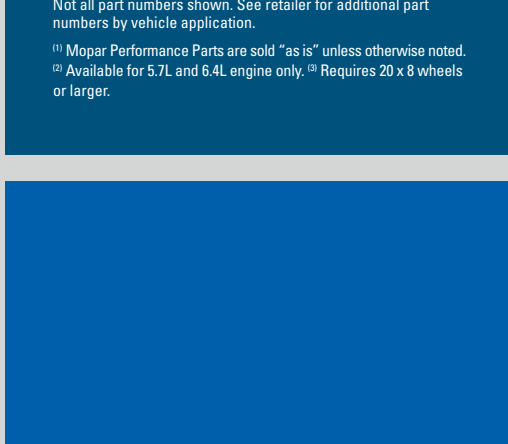 Not all part numbers shown. See retailer for additional part
numbers by vehicle application.
(1) Mopar Performance Parts are sold “as is” unless otherwise noted.
(2) Available for 5.7L and 6.4L engine only. (3) Requires 20 x 8 wheels
or larger.